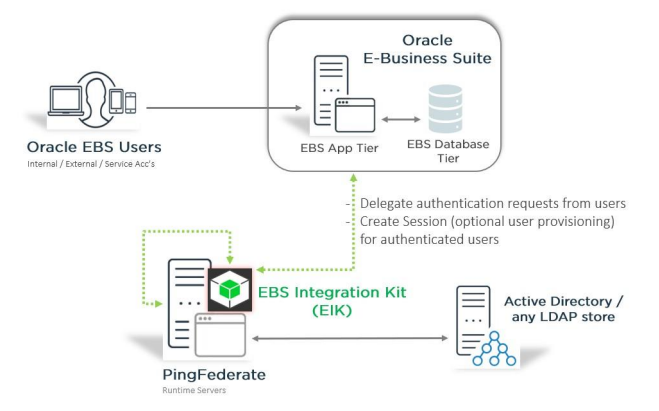 Oracle
E-Business Suite
EBS App Tier
EBS Database
Tier
Oracle EBS Users
Internal / External / Service Acc's
- Delegate authentication requests from users
- Create Session (optional user provisioning)
for authenticated users
EBS Integration Kit
(EIK)
Active Directory /
any LDAP store
PingFederate
Runtime Servers